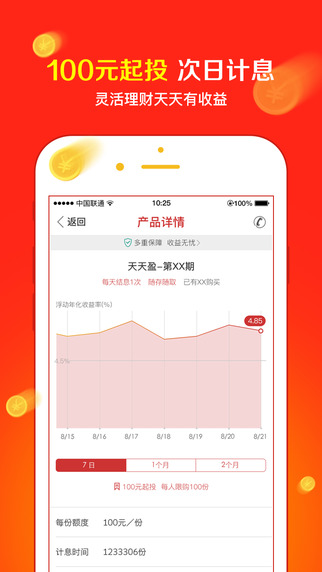 100元起投 次日计息
灵活理财天天有收益
中国联通 10:25 100%
返回 产品详情
多重保障 收益无忧>
天天盈-第XX期
每天结息1次 随存随取 已有XX购买
浮动年化收益率(%)
4.85
4.5%
8/15 8/15 8/17 8/18 8/19 8/20 8/21
7 日 1个月 2个月
100元起投 每人限购100份
每份额度 100元／份
计息时间 1233306份